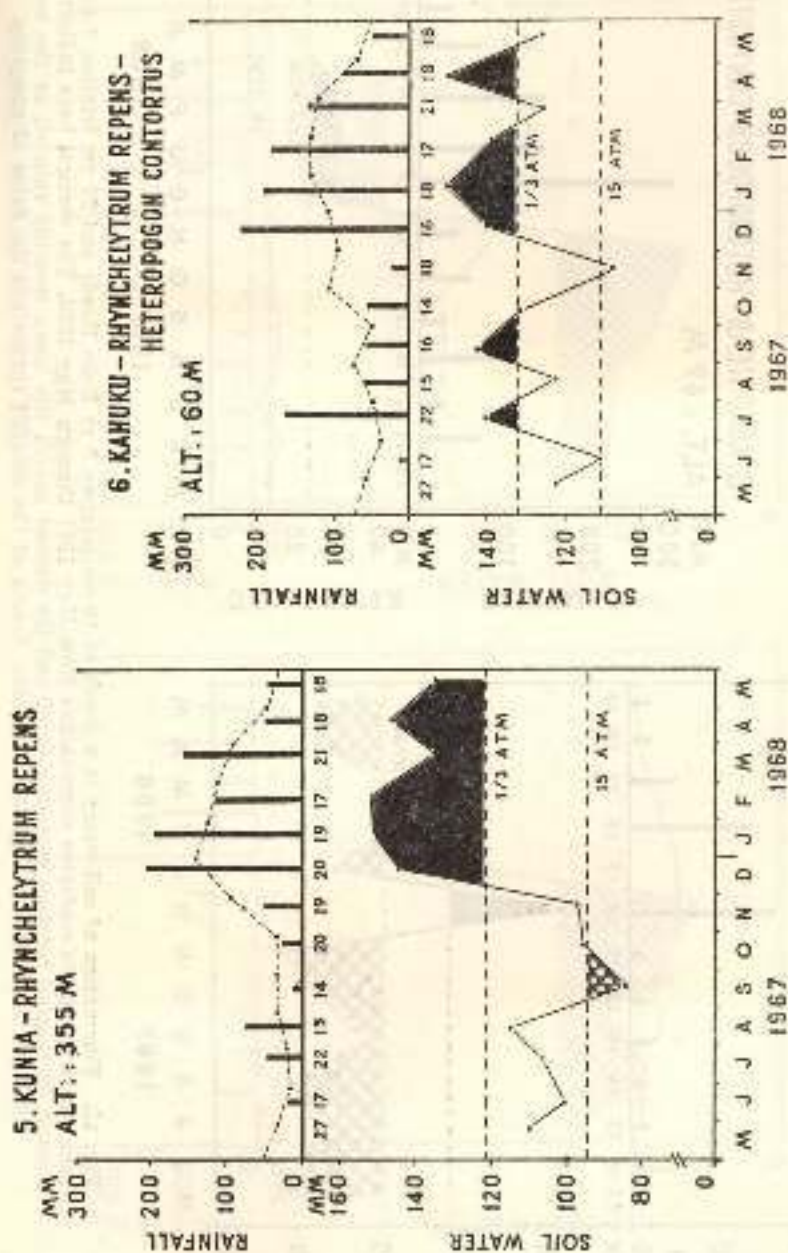 5. KUNIA – RHYNCHELYTRUM REPENS
ALT.: 355 M
MM
200
100
0
RAINFALL
27 17 22 13 14 20 19 20 19 17 21 18 18
MM
160
140
120
100
80
0
SOIL WATER
1/3 ATM
15 ATM
M J J A S O N D J F M A M
1967 1968
6. KAHUKU – RHYNCHELYTRUM REPENS –
HETEROPOGON CONTORTUS
ALT.: 60 M
MM
300
200
100
0
RAINFALL
27 17 22 15 16 14 18 16 18 17 21 18 18
MM
140
120
100
0
SOIL WATER
1/3 ATM
15 ATM
M J J A S O N D J F M A M
1967 1968